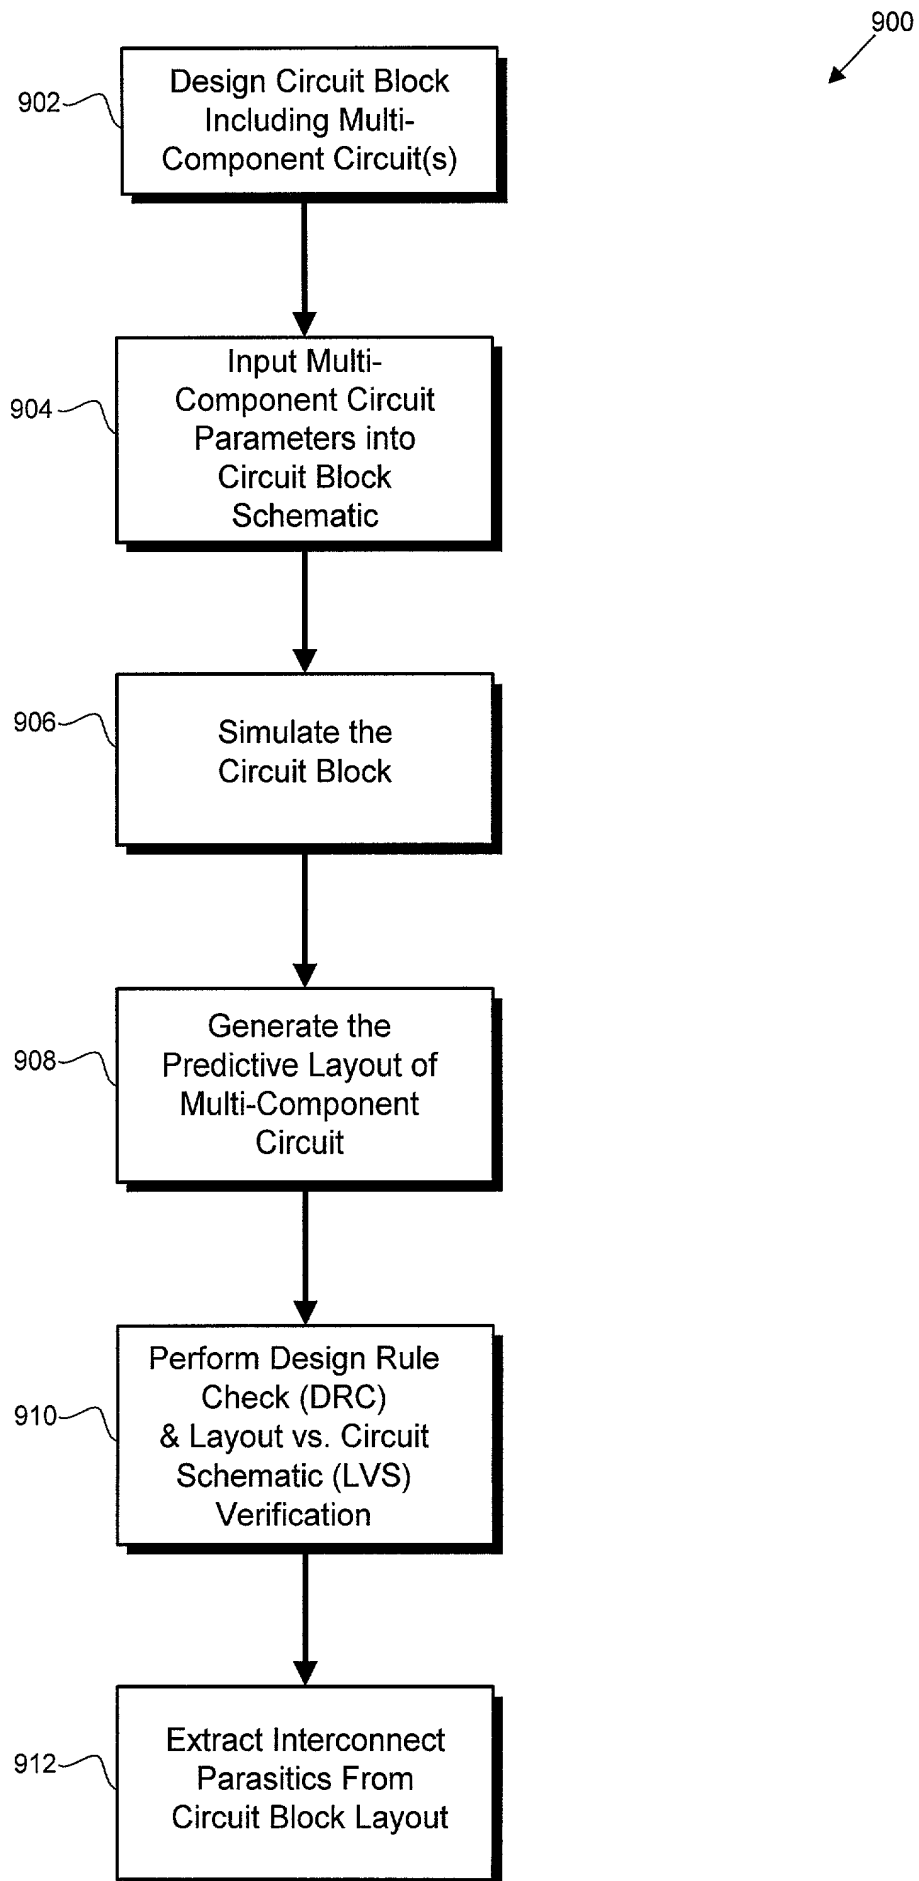 900
902
Design Circuit Block
Including Multi-
Component Circuit(s)
904
Input Multi-
Component Circuit
Parameters into
Circuit Block
Schematic
906
Simulate the
Circuit Block
908
Generate the
Predictive Layout of
Multi-Component
Circuit
910
Perform Design Rule
Check (DRC)
& Layout vs. Circuit
Schematic (LVS)
Verification
912
Extract Interconnect
Parasitics From
Circuit Block Layout